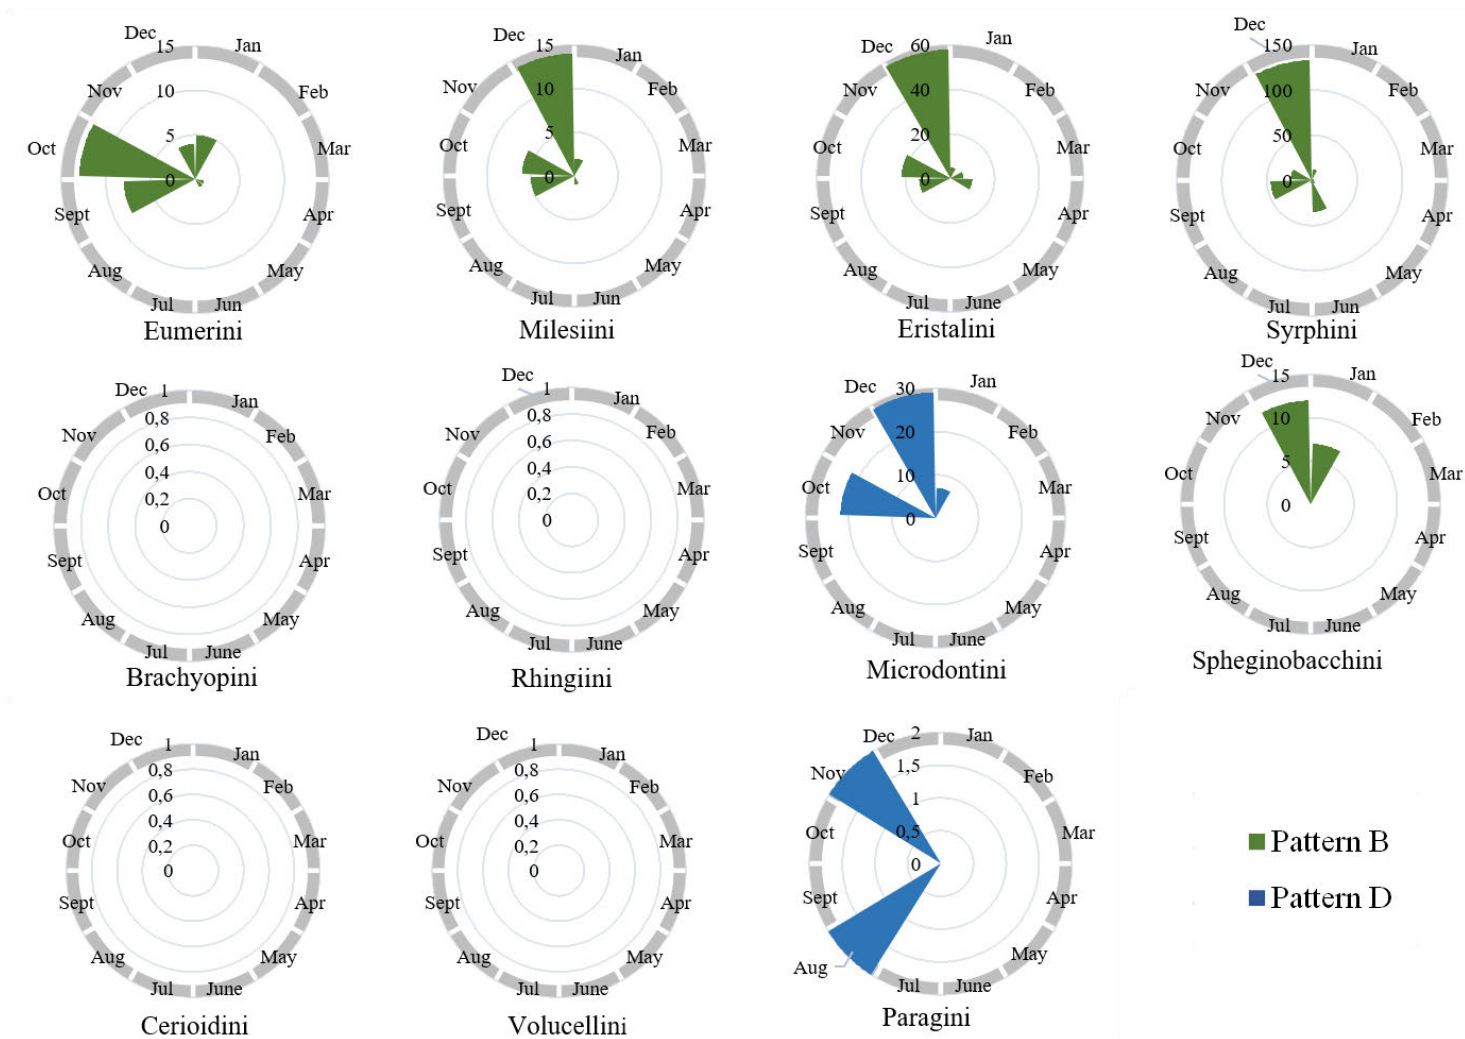 Dec 15 Jan
Nov 10 Feb
Oct 5 Mar
0
Sept Apr
Aug May
Jul Jun
Eumerini
Dec 15 Jan
Nov 10 Feb
Oct 5 Mar
0
Sept Apr
Aug May
Jul Jun
Milesiini
Dec 60 Jan
Nov 40 Feb
Oct 20 Mar
0
Sept Apr
Aug May
Jul June
Eristalini
Dec 150 Jan
Nov 100 Feb
Oct 50 Mar
0
Sept Apr
Aug May
Jul Jun
Syrphini
Dec 1 Jan
0,8
Nov 0,6 Feb
0,4
Oct 0,2 Mar
0
Sept Apr
Aug May
Jul June
Brachyopini
Dec 1 Jan
0,8
Nov 0,6 Feb
0,4
Oct 0,2 Mar
0
Sept Apr
Aug May
Jul June
Rhingiini
Dec 30 Jan
Nov 20 Feb
Oct 10 Mar
0
Sept Apr
Aug May
Jul June
Microdontini
Dec 15 Jan
Nov 10 Feb
Oct 5 Mar
0
Sept Apr
Aug May
Jul June
Spheginobacchini
Dec 1 Jan
0,8
Nov 0,6 Feb
0,4
Oct 0,2 Mar
0
Sept Apr
Aug May
Jul June
Cerioidini
Dec 1 Jan
0,8
Nov 0,6 Feb
0,4
Oct 0,2 Mar
0
Sept Apr
Aug May
Jul June
Volucellini
Dec 2 Jan
Nov 1,5 Feb
1
Oct 0,5 Mar
0
Sept Apr
Aug May
Jul June
Paragini
Pattern B
Pattern D